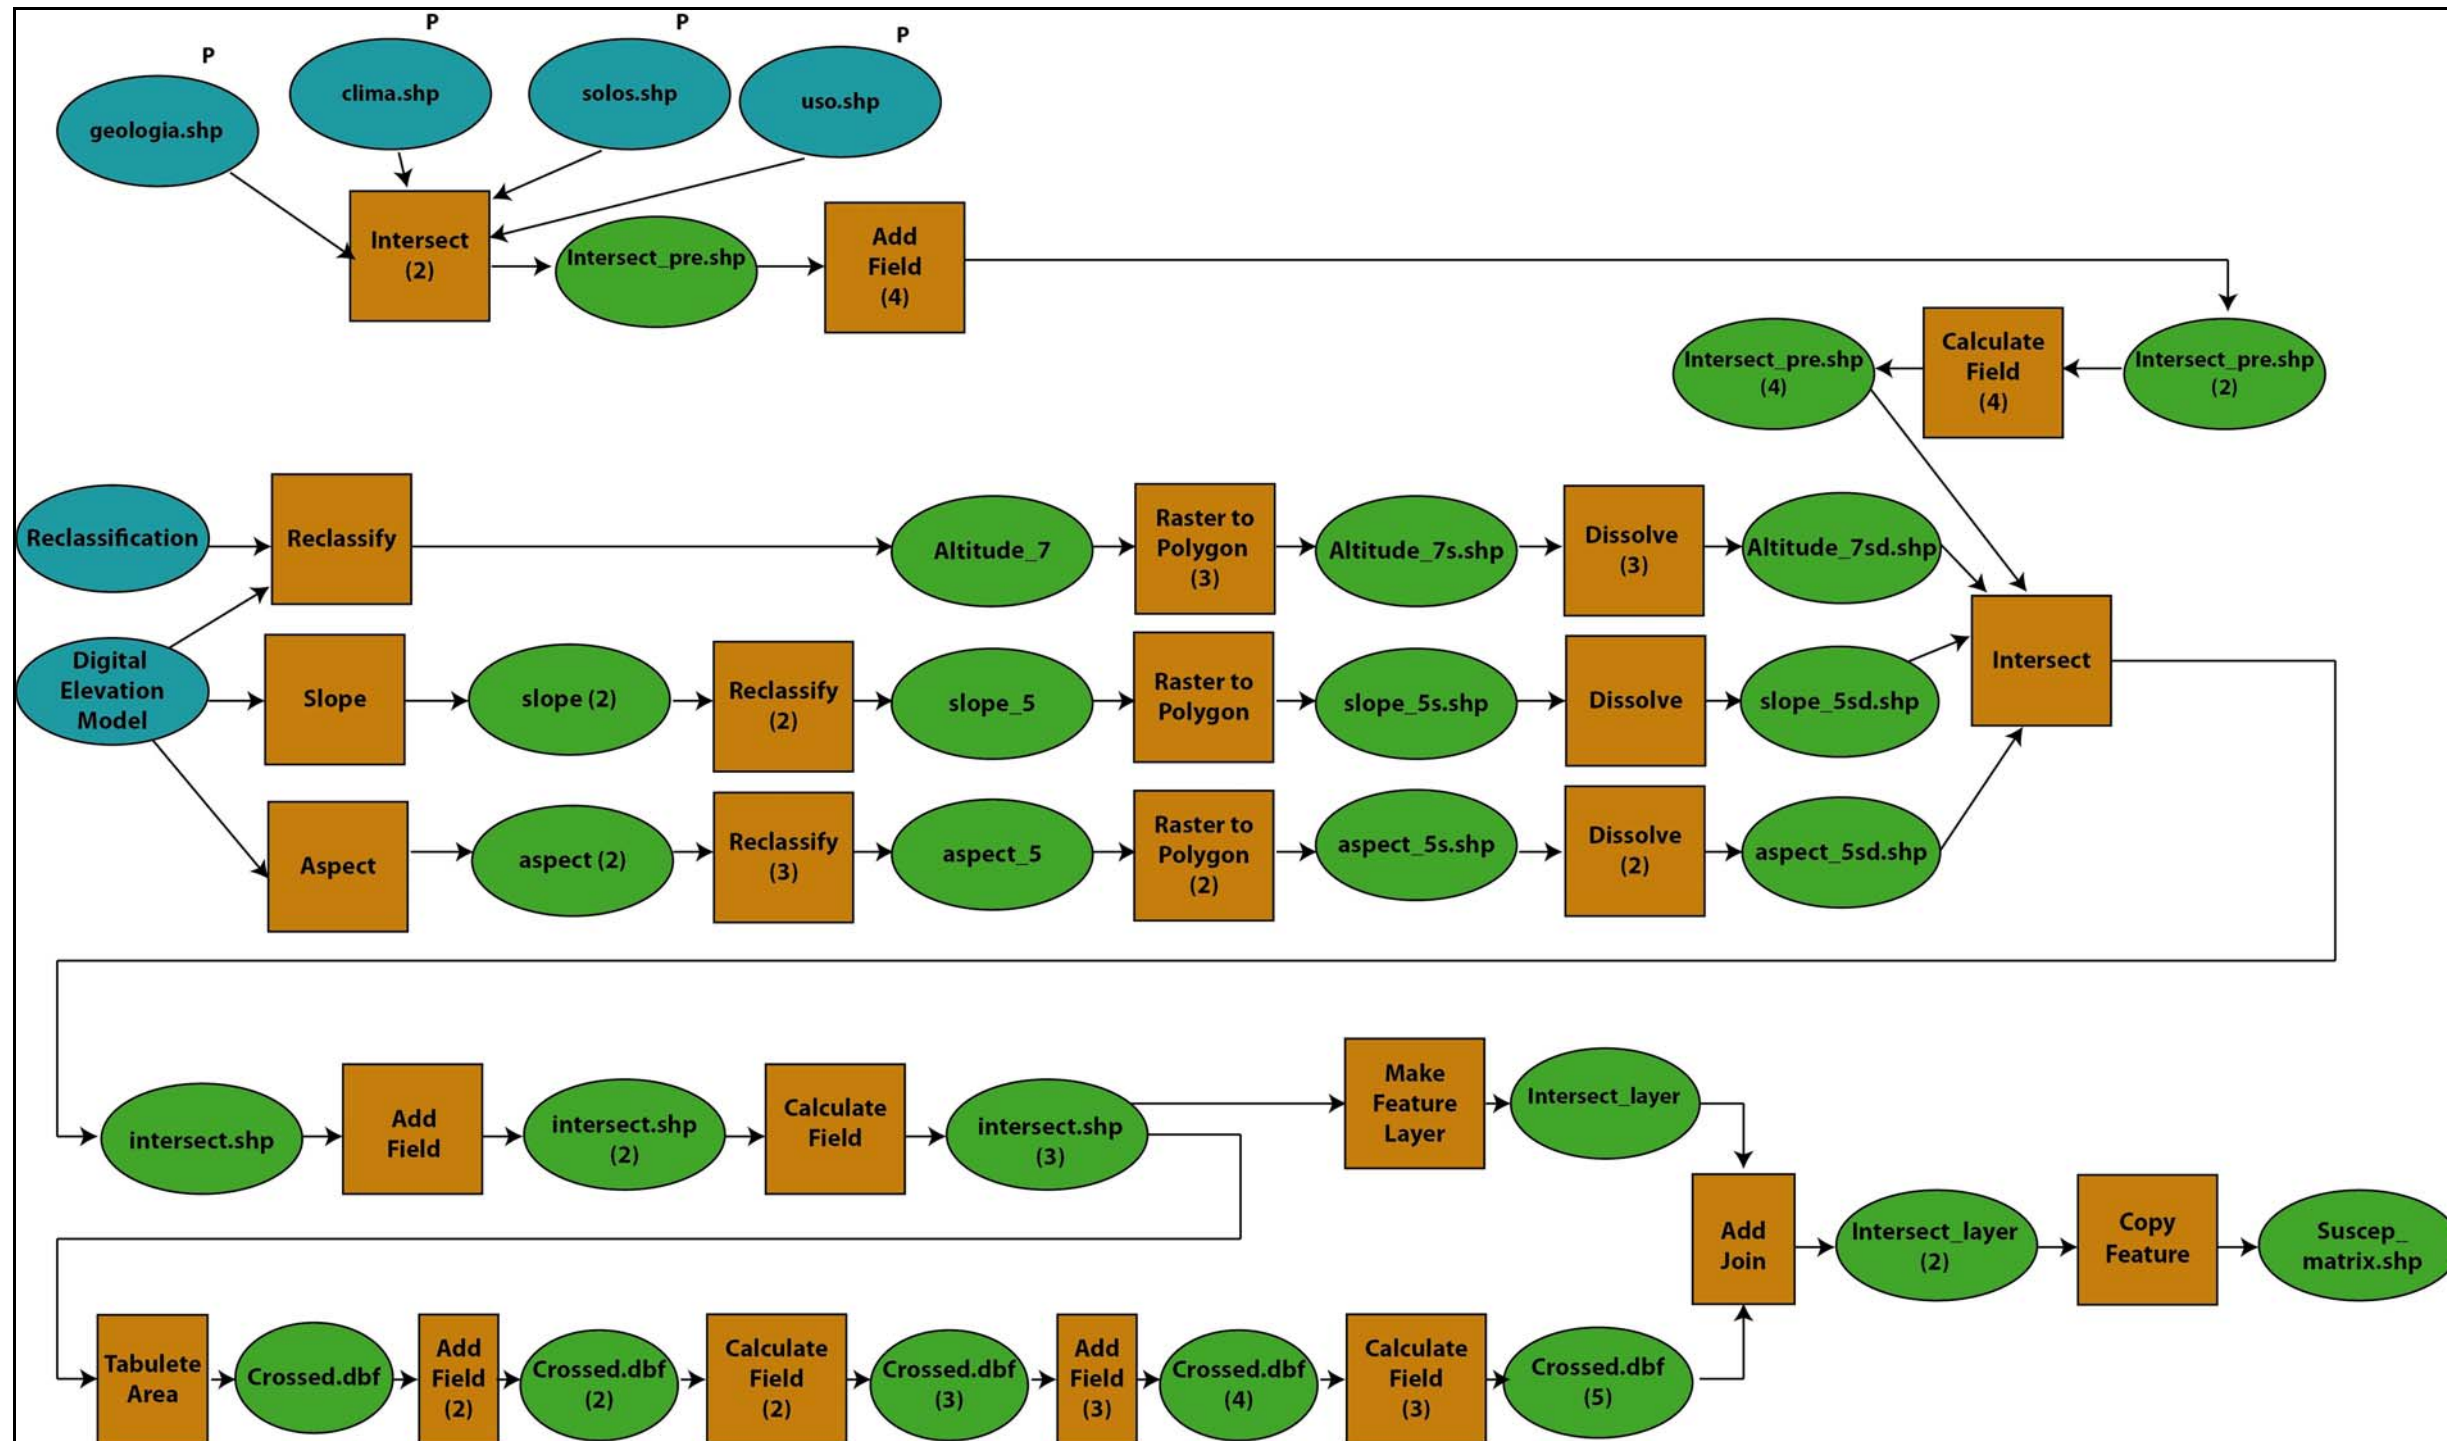 P
P
P
P
geologia.shp
clima.shp
solos.shp
uso.shp
Intersect
(2)
Intersect_pre.shp
Add
Field
(4)
Intersect_pre.shp
(4)
Calculate
Field
(4)
Intersect_pre.shp
(2)
Reclassification
Reclassify
Altitude_7
Raster to
Polygon
(3)
Altitude_7s.shp
Dissolve
(3)
Altitude_7sd.shp
Digital
Elevation
Model
Slope
slope (2)
Reclassify
(2)
slope_5
Raster to
Polygon
slope_5s.shp
Dissolve
slope_5sd.shp
Intersect
Aspect
aspect (2)
Reclassify
(3)
aspect_5
Raster to
Polygon
(2)
aspect_5s.shp
Dissolve
(2)
aspect_5sd.shp
intersect.shp
Add
Field
intersect.shp
(2)
Calculate
Field
intersect.shp
(3)
Make
Feature
Layer
Intersect_layer
Add
Join
Intersect_layer
(2)
Copy
Feature
Suscep_
matrix.shp
Tabulete
Area
Crossed.dbf
Add
Field
(2)
Crossed.dbf
(2)
Calculate
Field
(2)
Crossed.dbf
(3)
Add
Field
(3)
Crossed.dbf
(4)
Calculate
Field
(3)
Crossed.dbf
(5)